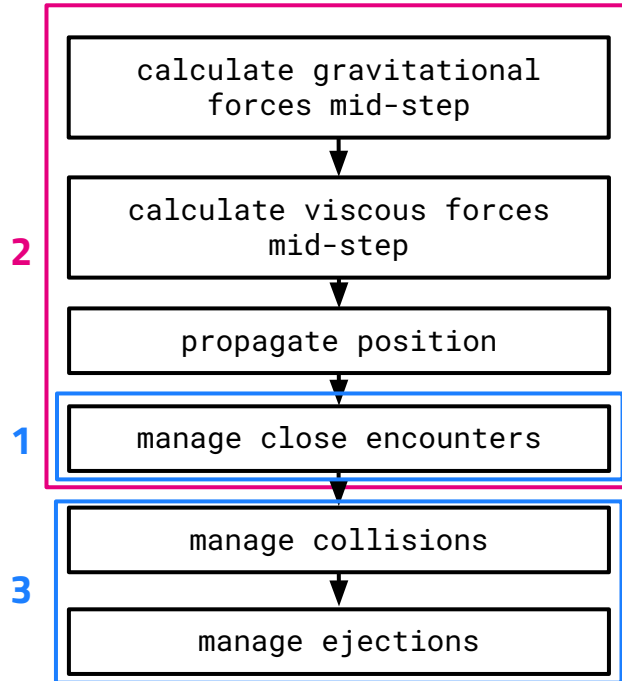 calculate gravitational
forces mid-step
calculate viscous forces
mid-step
2
propagate position
1
manage close encounters
manage collisions
3
manage ejections